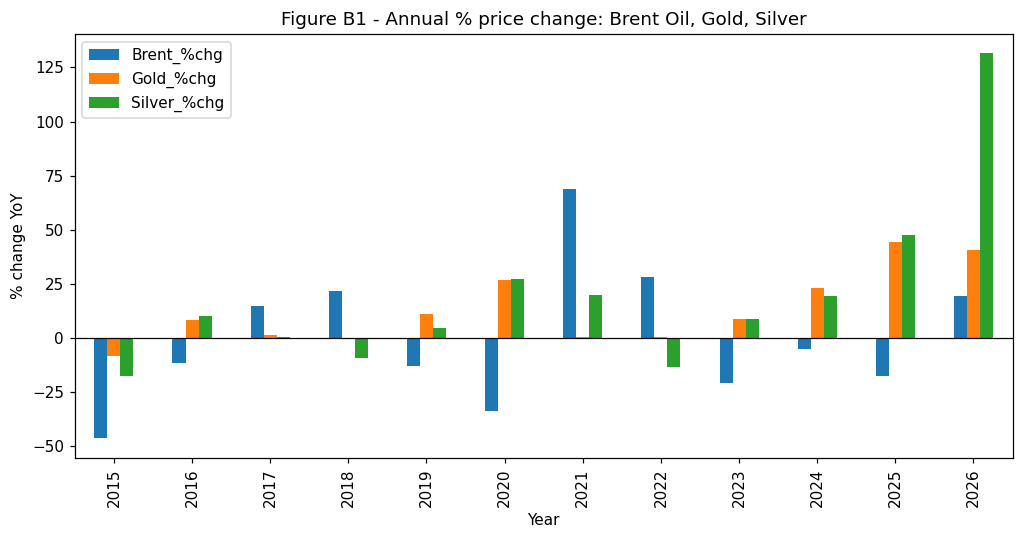 Figure B1 - Annual % price change: Brent Oil, Gold, Silver
Brent_%chg
Gold_%chg
Silver_%chg
% change YoY
125
100
75
50
25
0
−25
−50
2015 2016 2017 2018 2019 2020 2021 2022 2023 2024 2025 2026
Year